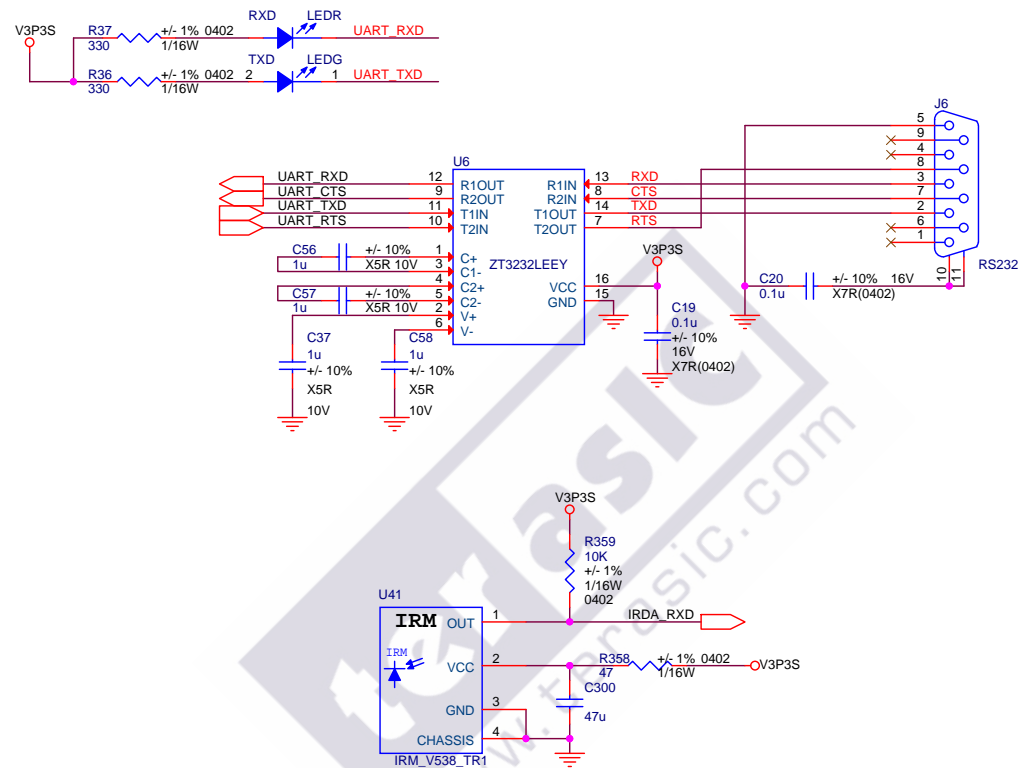 V3P3S
R37
330
+/- 1% 0402
1/16W
RXD
LEDR
UART_RXD
R36
330
+/- 1% 0402
1/16W
TXD
LEDG
2
1
UART_TXD
U6
UART_RXD
12
R1OUT
R1IN
13
RXD
UART_CTS
9
R2OUT
R2IN
8
CTS
UART_TXD
11
T1IN
T1OUT
14
TXD
UART_RTS
10
T2IN
T2OUT
7
RTS
C56
1u
+/- 10%
X5R 10V
1
C+
3
C1-
ZT3232LEEY
C57
1u
+/- 10%
X5R 10V
4
C2+
5
C2-
2
V+
6
V-
VCC
16
GND
15
C37
1u
+/- 10%
X5R
10V
C58
1u
+/- 10%
X5R
10V
V3P3S
C19
0.1u
+/- 10%
16V
X7R(0402)
J6
5
9
4
8
3
7
2
6
1
10
11
RS232
C20
0.1u
+/- 10% 16V
X7R(0402)
V3P3S
R359
10K
+/- 1%
1/16W
0402
U41
IRM
IRM
OUT
1
IRDA_RXD
VCC
2
R358
47
+/- 1% 0402
1/16W
V3P3S
C300
47u
GND
3
CHASSIS
4
IRM_V538_TR1
terasic
w.terasic.com